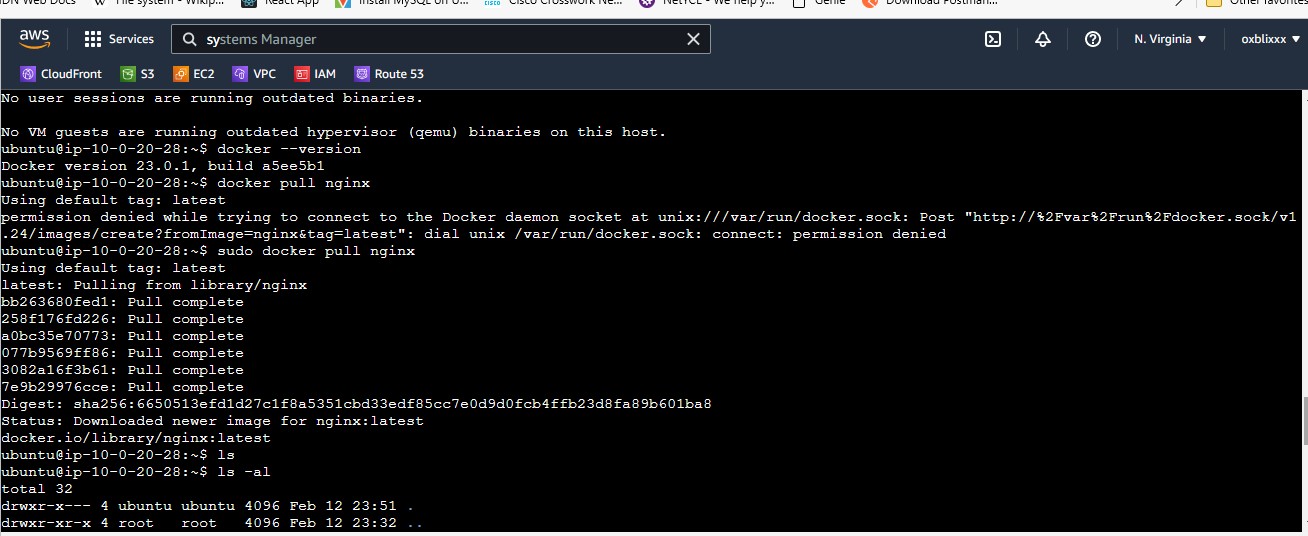 DN Web Docs W File system - Wikip... React App Install MySQL on U... Cisco Crosswork Ne... NetYCE - We help y... Genie Download Postman... Other favorites
aws Services systems Manager N. Virginia oxblixxx
CloudFront S3 EC2 VPC IAM Route 53
No user sessions are running outdated binaries.
No VM guests are running outdated hypervisor (qemu) binaries on this host.
ubuntu@ip-10-0-20-28:~$ docker --version
Docker version 23.0.1, build a5ee5b1
ubuntu@ip-10-0-20-28:~$ docker pull nginx
Using default tag: latest
permission denied while trying to connect to the Docker daemon socket at unix:///var/run/docker.sock: Post "http://%2Fvar%2Frun%2Fdocker.sock/v1
.24/images/create?fromImage=nginx&tag=latest": dial unix /var/run/docker.sock: connect: permission denied
ubuntu@ip-10-0-20-28:~$ sudo docker pull nginx
Using default tag: latest
latest: Pulling from library/nginx
bb263680fed1: Pull complete
258f176fd226: Pull complete
a0bc35e70773: Pull complete
077b9569ff86: Pull complete
3082a16f3b61: Pull complete
7e9b29976cce: Pull complete
Digest: sha256:6650513efd1d27c1f8a5351cbd33edf85cc7e0d9d0fcb4ffb23d8fa89b601ba8
Status: Downloaded newer image for nginx:latest
docker.io/library/nginx:latest
ubuntu@ip-10-0-20-28:~$ ls
ubuntu@ip-10-0-20-28:~$ ls -al
total 32
drwxr-x--- 4 ubuntu ubuntu 4096 Feb 12 23:51 .
drwxr-xr-x 4 root   root   4096 Feb 12 23:32 ..